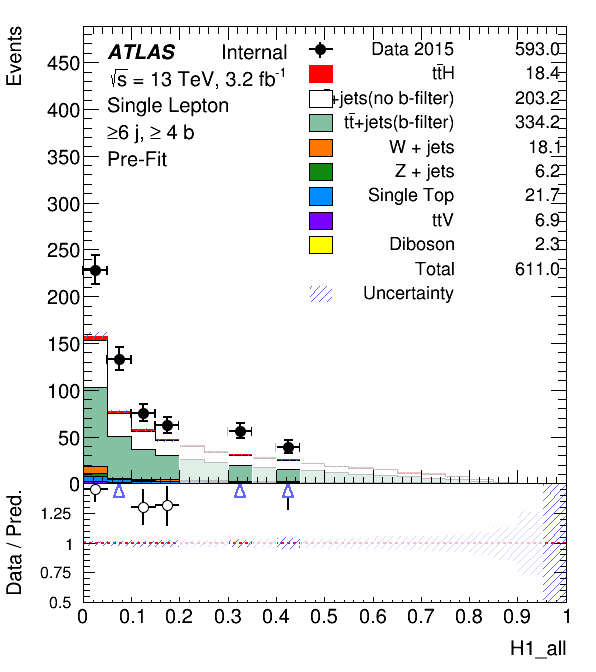 Events
ATLAS Internal
√s = 13 TeV, 3.2 fb⁻¹
Single Lepton
≥6 j, ≥ 4 b
Pre-Fit
Data 2015 593.0
tt̄H 18.4
+jets(no b-filter) 203.2
tt̄+jets(b-filter) 334.2
W + jets 18.1
Z + jets 6.2
Single Top 21.7
ttV 6.9
Diboson 2.3
Total 611.0
Uncertainty
450
400
350
300
250
200
150
100
50
0
Data / Pred.
1.25
1
0.75
0.5
0 0.1 0.2 0.3 0.4 0.5 0.6 0.7 0.8 0.9 1
H1_all